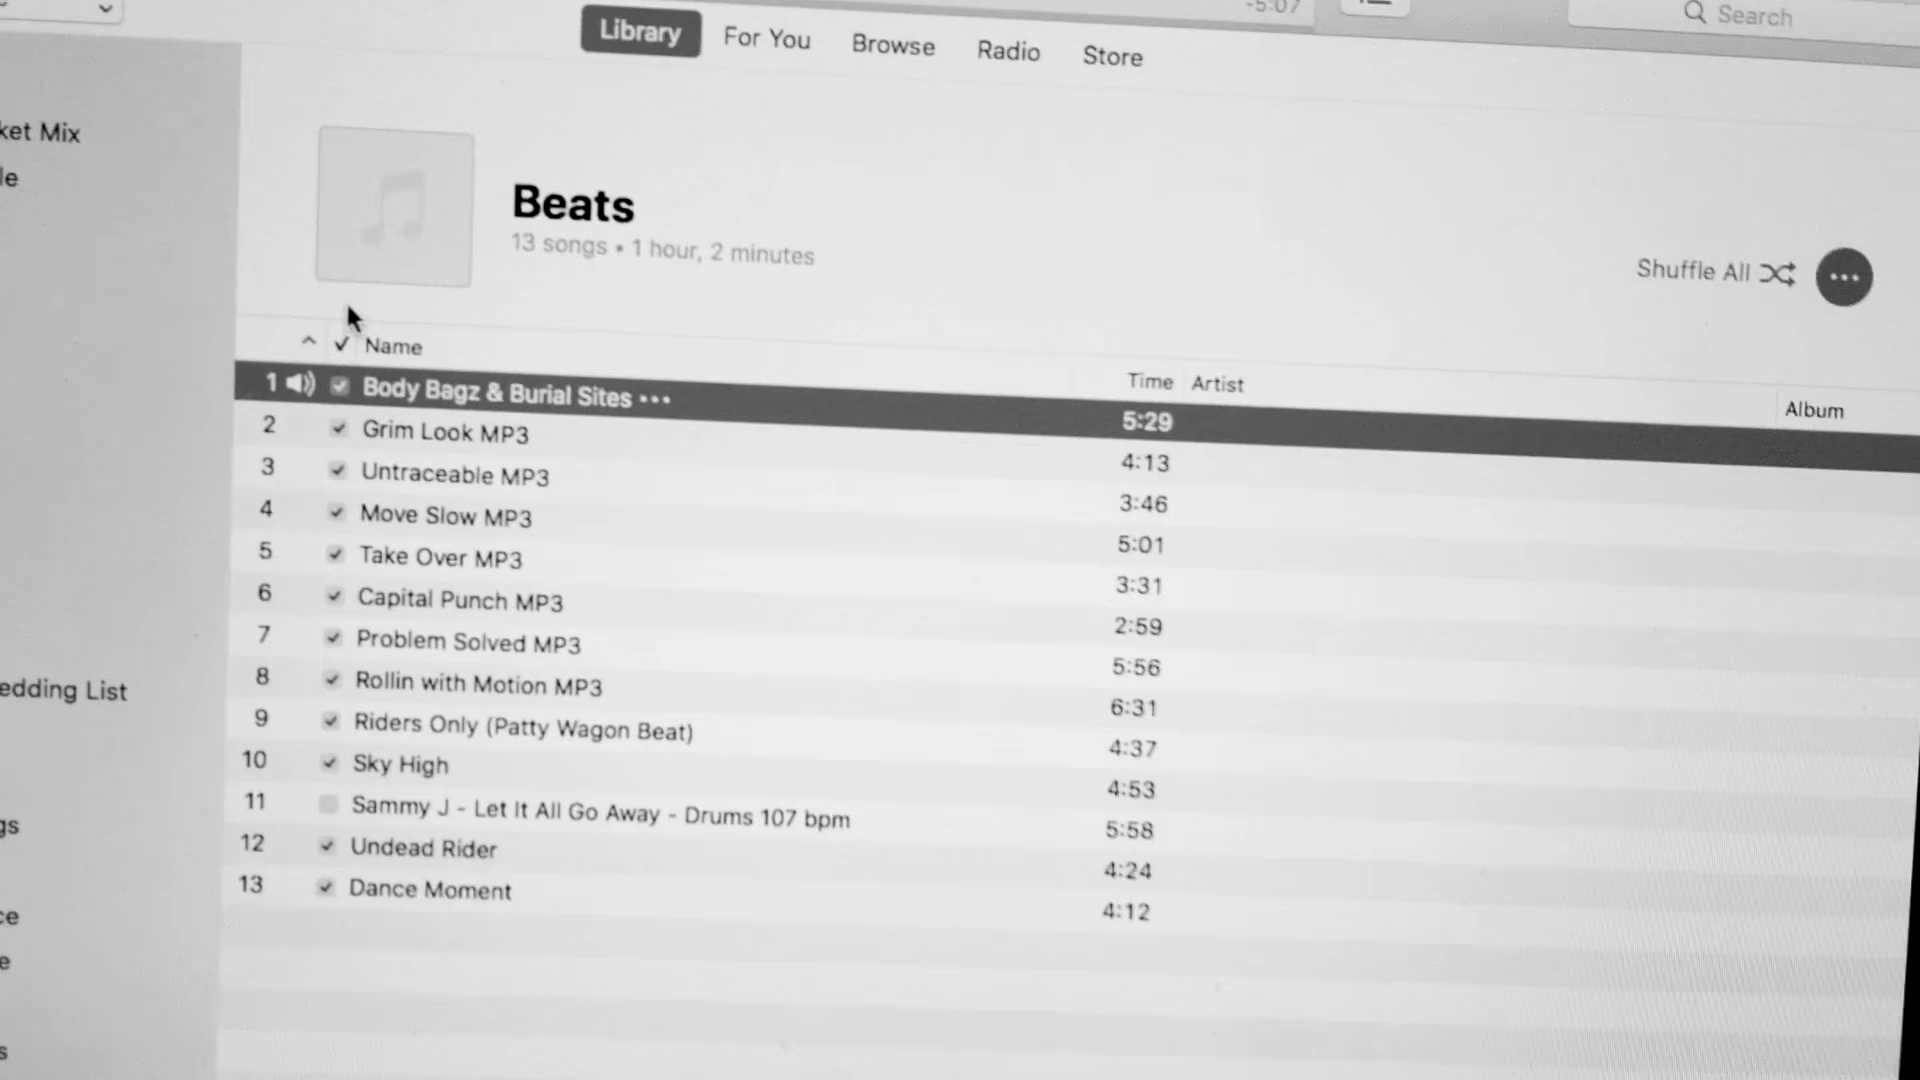 -5:07
Search
Library For You Browse Radio Store
ket Mix
le
Beats
13 songs • 1 hour, 2 minutes
Shuffle All
Name Time Artist Album
1 Body Bagz & Burial Sites ••• 5:29
2 Grim Look MP3 4:13
3 Untraceable MP3 3:46
4 Move Slow MP3 5:01
5 Take Over MP3 3:31
6 Capital Punch MP3 2:59
7 Problem Solved MP3 5:56
8 Rollin with Motion MP3 6:31
9 Riders Only (Patty Wagon Beat) 4:37
10 Sky High 4:53
11 Sammy J - Let It All Go Away - Drums 107 bpm 5:58
12 Undead Rider 4:24
13 Dance Moment 4:12
edding List
gs
ce
e
s